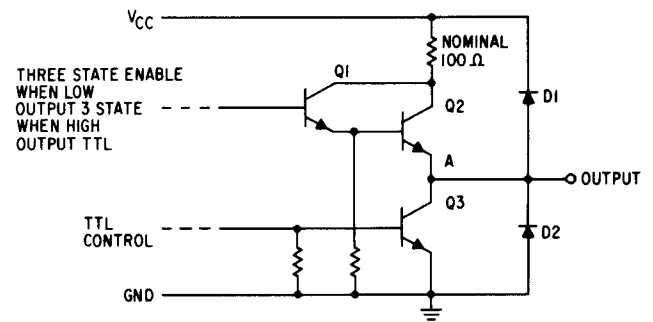 VCC
NOMINAL
100 Ω
THREE STATE ENABLE
WHEN LOW
OUTPUT 3 STATE
WHEN HIGH
OUTPUT TTL
Q1
Q2
D1
A
OUTPUT
Q3
TTL
CONTROL
D2
GND